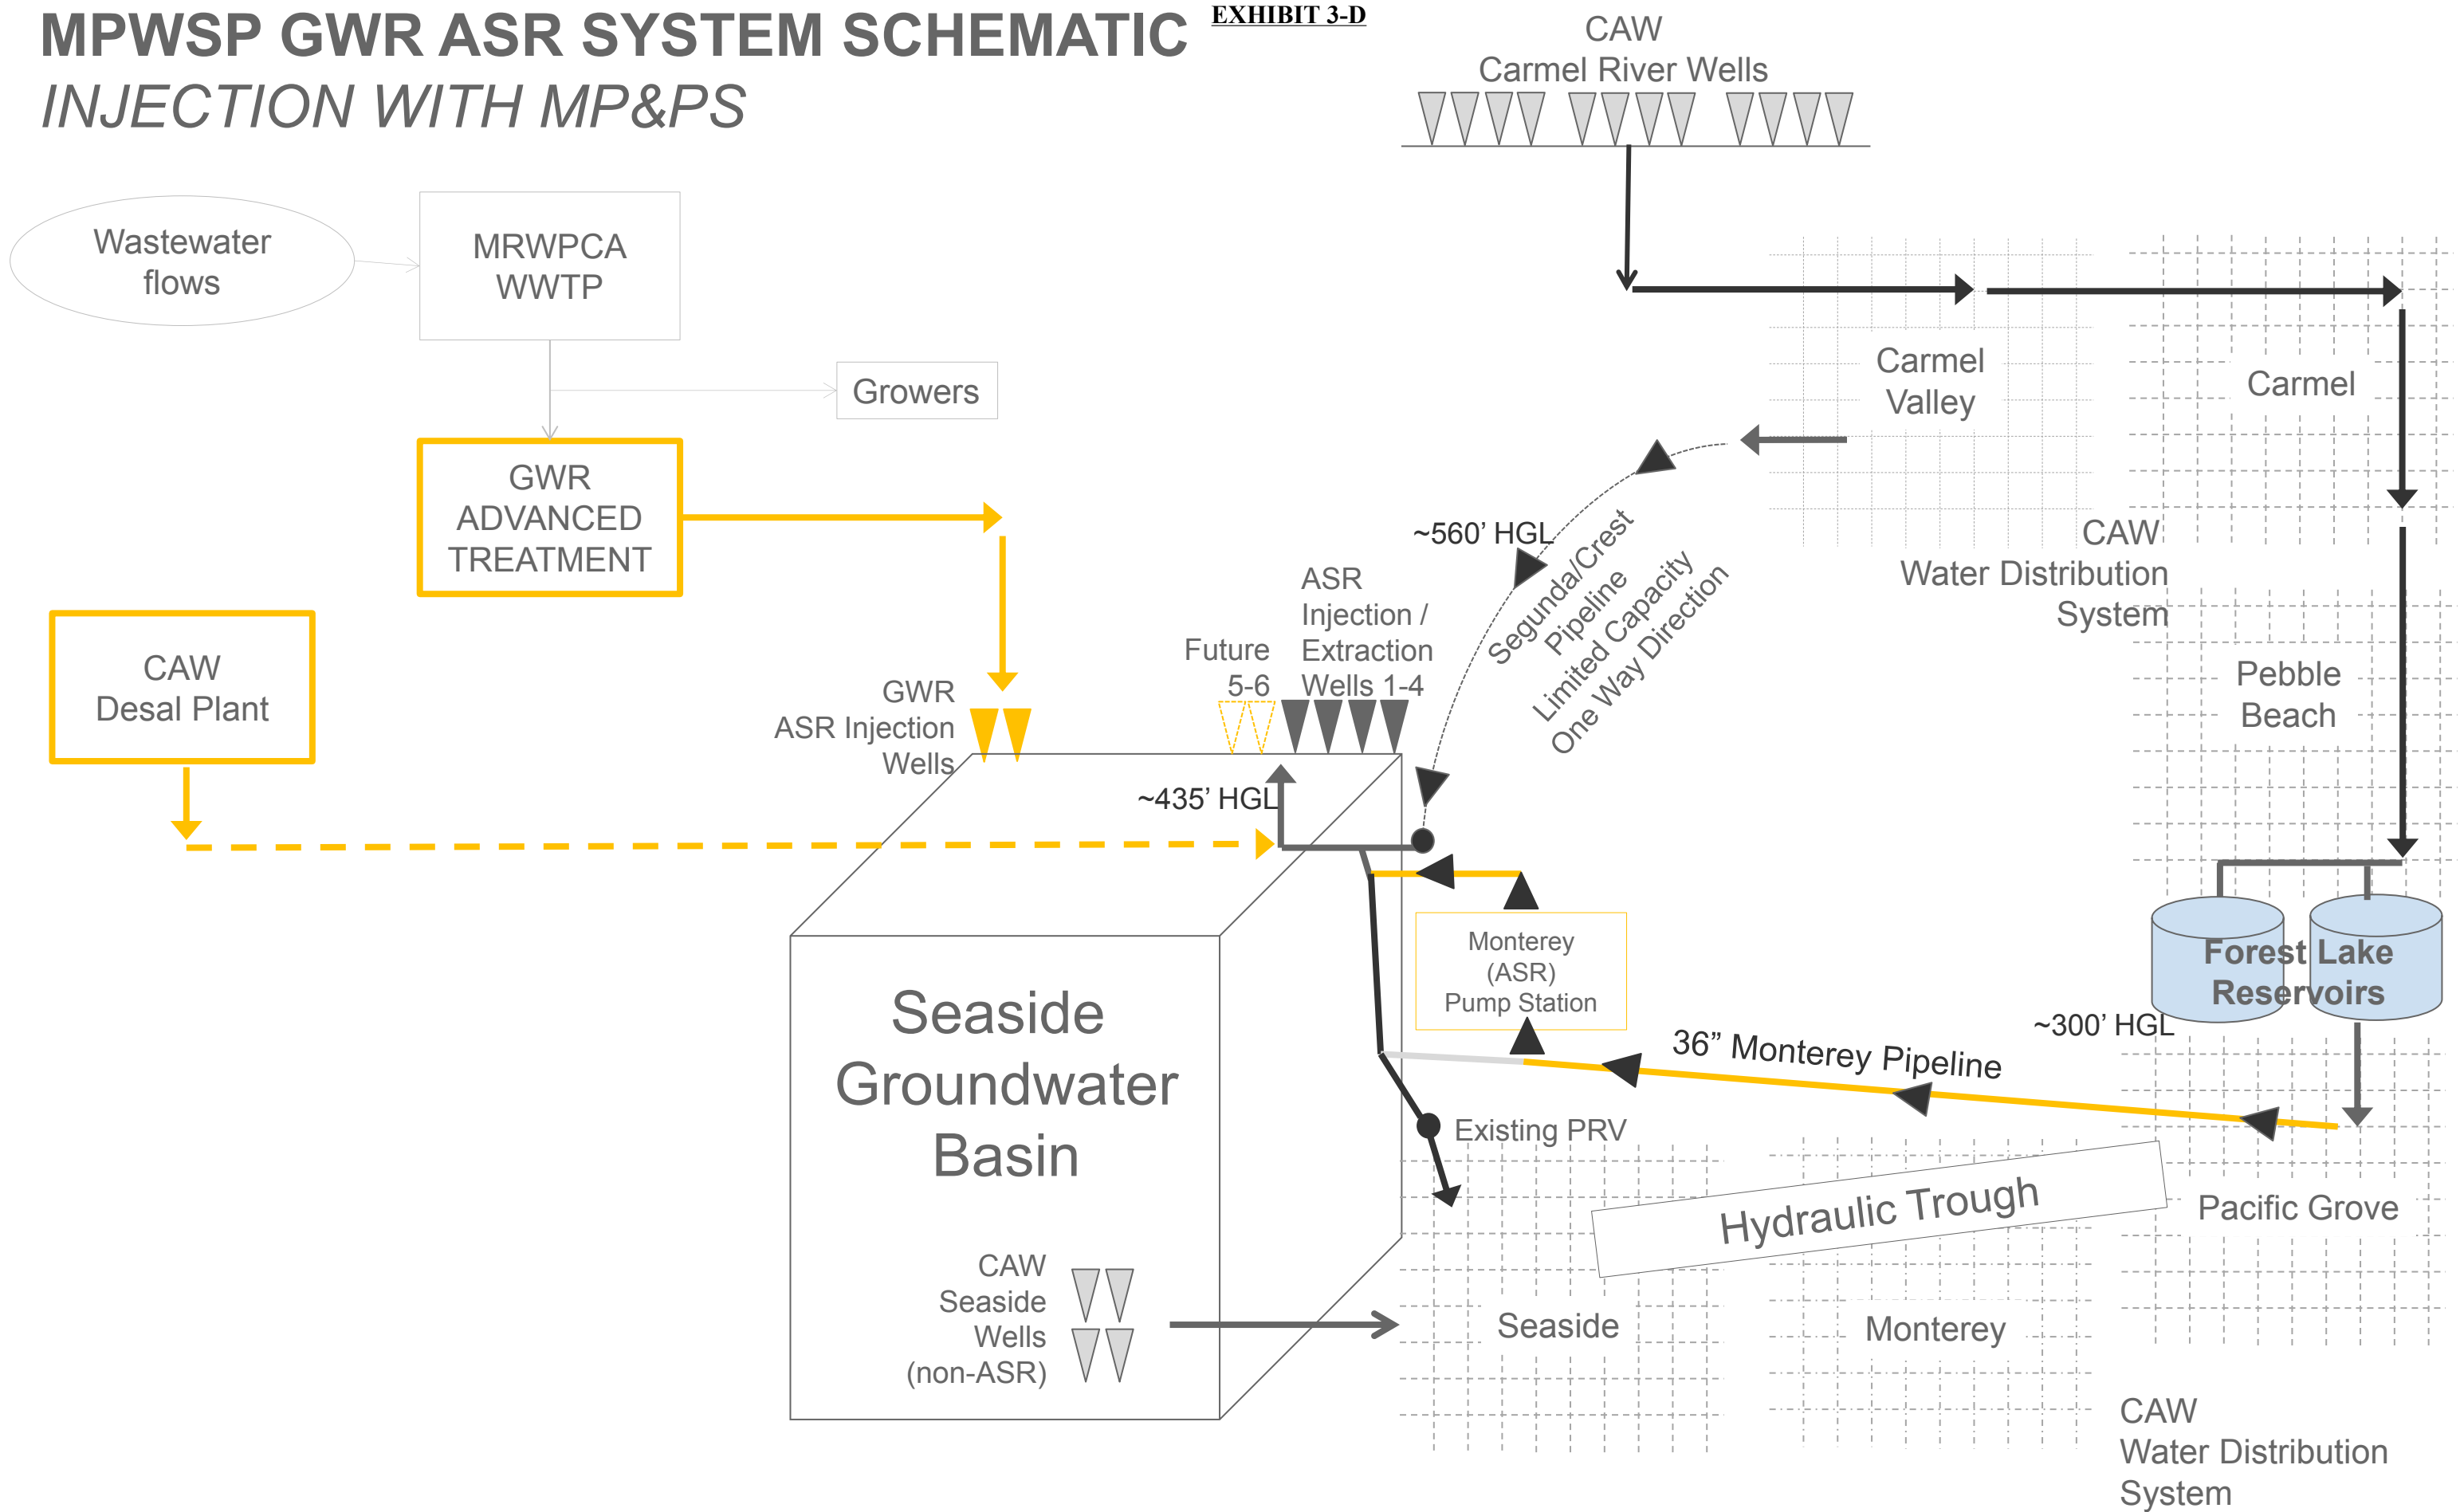 MPWSP GWR ASR SYSTEM SCHEMATIC
EXHIBIT 3-D
INJECTION WITH MP&PS
CAW
Carmel River Wells
Wastewater
flows
MRWPCA
WWTP
Growers
GWR
ADVANCED
TREATMENT
CAW
Desal Plant
GWR
ASR Injection
Wells
Future
5-6
ASR
Injection /
Extraction
Wells 1-4
~435’ HGL
~560’ HGL
Segunda/Crest
Pipeline
Limited Capacity
One Way Direction
Carmel
Valley
Carmel
CAW
Water Distribution
System
Pebble
Beach
Forest Lake
Reservoirs
~300’ HGL
Monterey
(ASR)
Pump Station
36” Monterey Pipeline
Existing PRV
Hydraulic Trough
Pacific Grove
Seaside
Groundwater
Basin
CAW
Seaside
Wells
(non-ASR)
Seaside
Monterey
CAW
Water Distribution
System